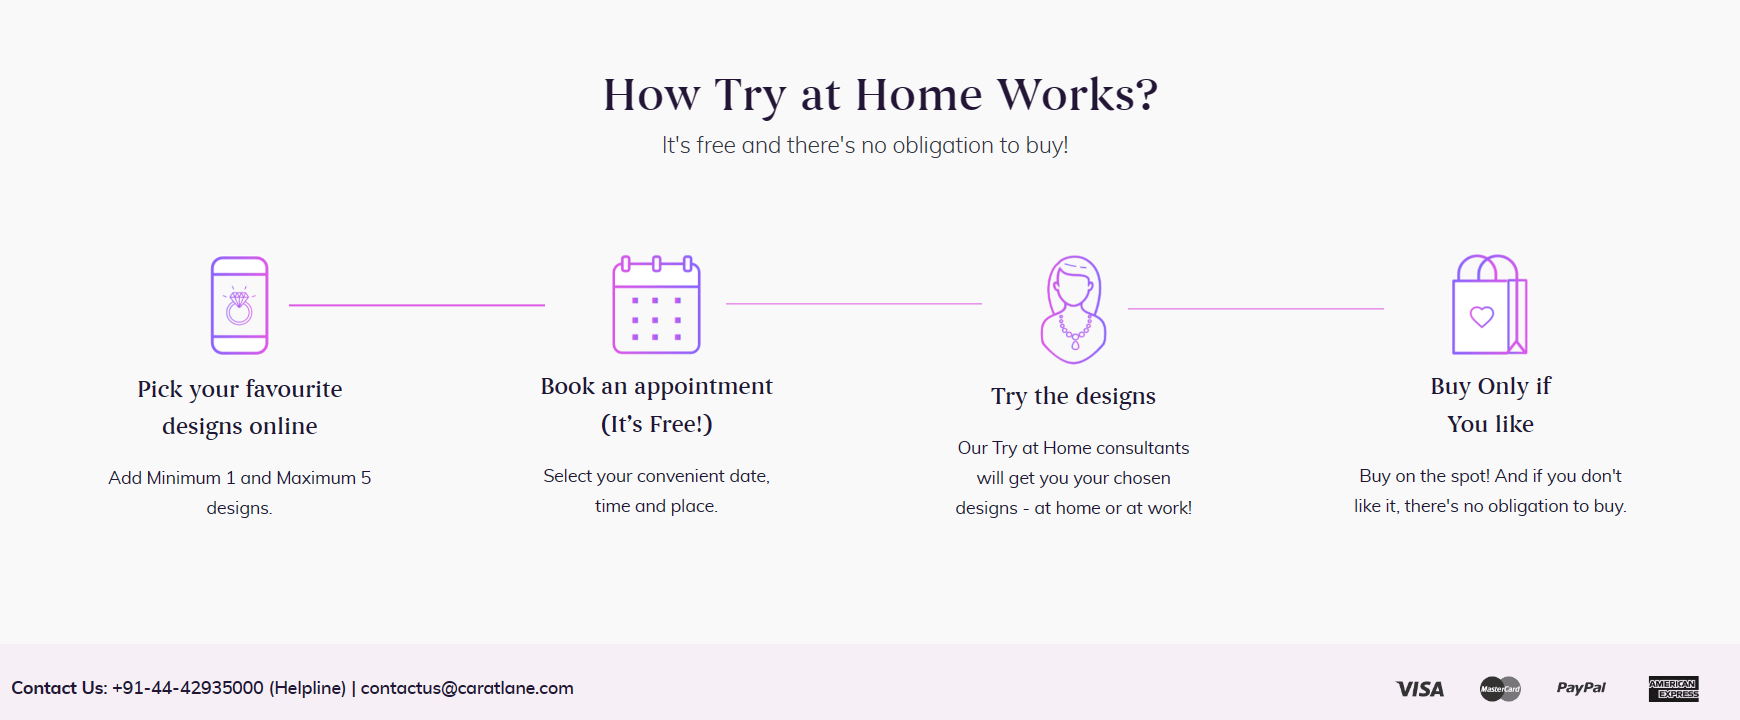 How Try at Home Works?
It's free and there's no obligation to buy!
Pick your favourite
designs online
Add Minimum 1 and Maximum 5
designs.
Book an appointment
(It's Free!)
Select your convenient date,
time and place.
Try the designs
Our Try at Home consultants
will get you your chosen
designs - at home or at work!
Buy Only if
You like
Buy on the spot! And if you don't
like it, there's no obligation to buy.
Contact Us: +91-44-42935000 (Helpline) | contactus@caratlane.com
VISA
MasterCard
PayPal
AMERICAN
EXPRESS